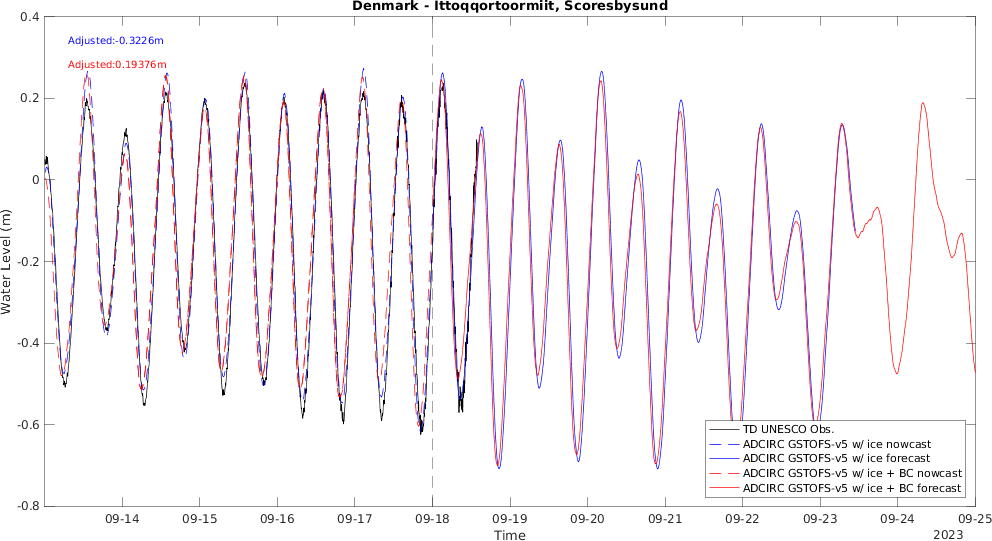 Denmark - Ittoqqortoormiit, Scoresbysund
Adjusted:-0.3226m
Adjusted:0.19376m
0.4
0.2
0
-0.2
-0.4
-0.6
-0.8
Water Level (m)
TD UNESCO Obs.
ADCIRC GSTOFS-v5 w/ ice nowcast
ADCIRC GSTOFS-v5 w/ ice forecast
ADCIRC GSTOFS-v5 w/ ice + BC nowcast
ADCIRC GSTOFS-v5 w/ ice + BC forecast
09-14 09-15 09-16 09-17 09-18 09-19 09-20 09-21 09-22 09-23 09-24 09-25
Time
2023